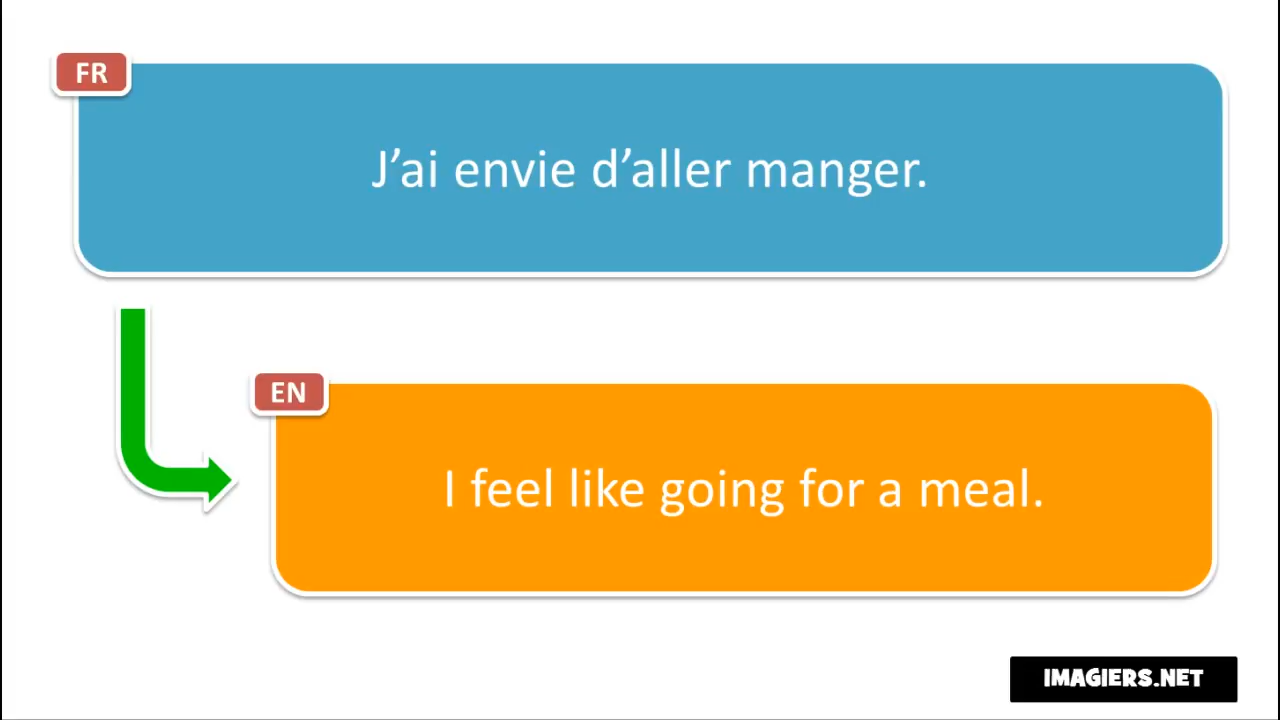 FR
J’ai envie d’aller manger.
EN
I feel like going for a meal.
IMAGIERS.NET